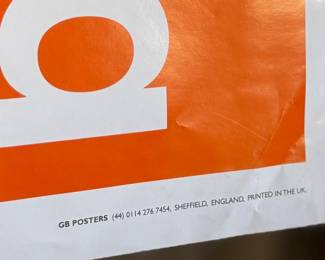 GB POSTERS (44) 0114 276 7454, SHEFFIELD, ENGLAND, PRINTED IN THE UK.